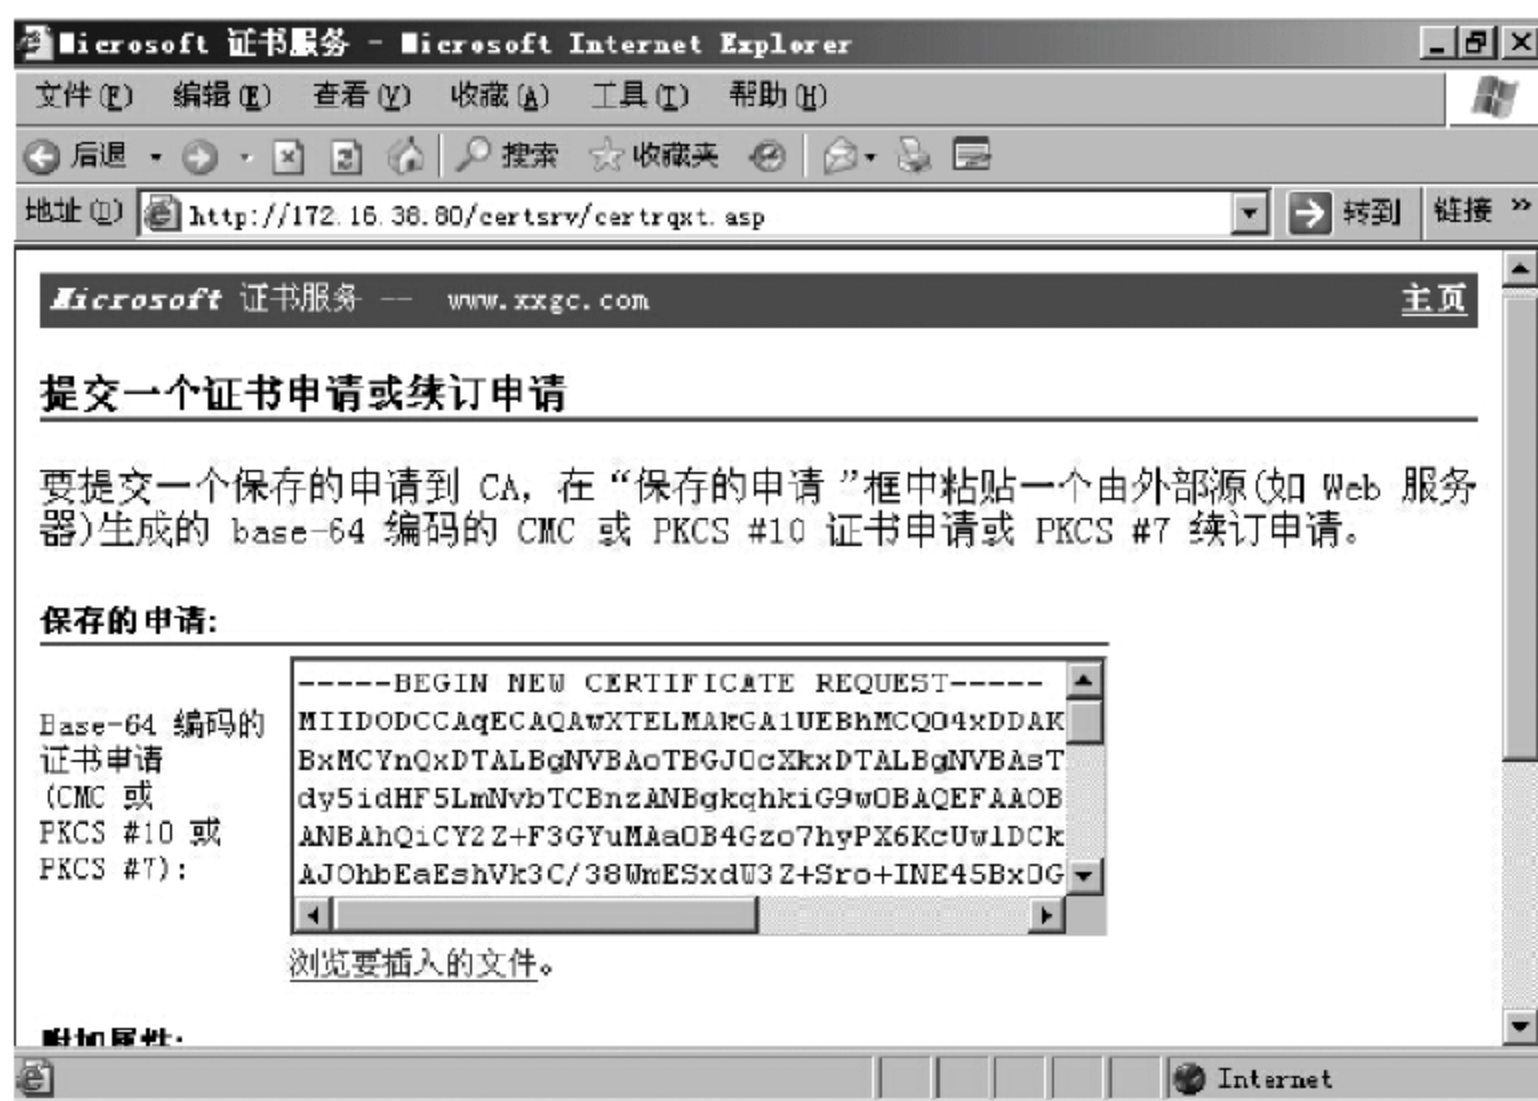 Microsoft 证书服务 - Microsoft Internet Explorer
文件(F) 编辑(E) 查看(V) 收藏(A) 工具(T) 帮助(H)
后退 搜索 收藏夹
地址(D) http://172.16.38.80/certsrv/certrqxt.asp 转到 链接 »
Microsoft 证书服务 -- www.xxgc.com 主页
提交一个证书申请或续订申请
要提交一个保存的申请到 CA, 在“保存的申请”框中粘贴一个由外部源(如 Web 服务
器)生成的 base-64 编码的 CMC 或 PKCS #10 证书申请或 PKCS #7 续订申请。
保存的申请:
Base-64 编码的
证书申请
(CMC 或
PKCS #10 或
PKCS #7):
-----BEGIN NEW CERTIFICATE REQUEST-----
MIIDODCCAqECAQAwXTELMAkGA1UEBhMCQ04xDDAK
BxMCYnQxDTALBgNVBAoTBGJ0cXkxDTALBgNVBAsT
dy5idHF5LmNvbTCBnzANBgkqhkiG9w0BAQEFAAOB
ANBAhQiCY2Z+F3GYuMAaOB4Gzo7hyPX6KcUwlDCk
AJOhbEaEshVk3C/38WmESxdW3Z+Sro+INE45BxOG
浏览要插入的文件。
附加属性:
Internet